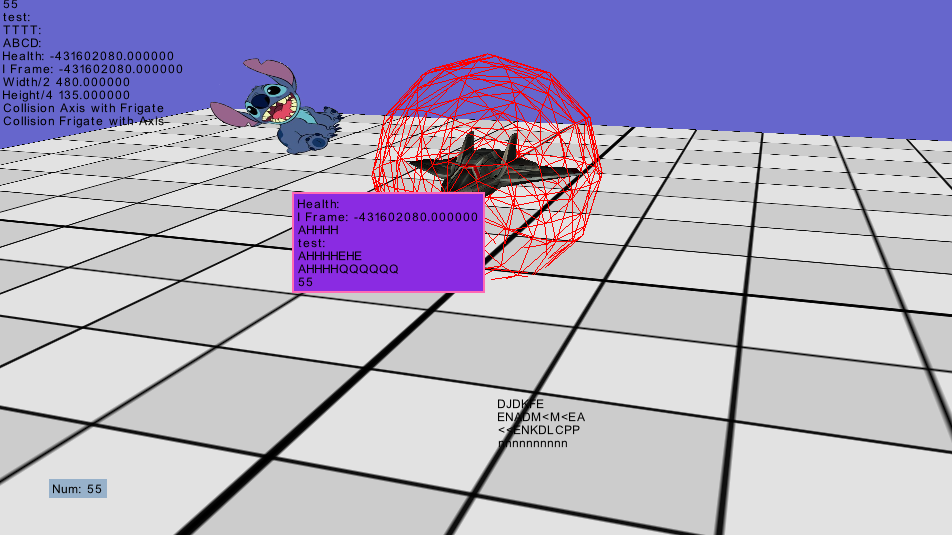 55
test:
TTTT:
ABCD:
Health: -431602080.000000
I Frame: -431602080.000000
Width/2 480.000000
Height/4 135.000000
Collision Axis with Frigate
Collision Frigate with Axis
Health:
I Frame: -431602080.000000
AHHHH
test:
AHHHHEHE
AHHHHQQQQQQ
55
DJDKFE
ENADM<M<EA
<<ENKDLCPP
nnnnnnnnnn
Num: 55